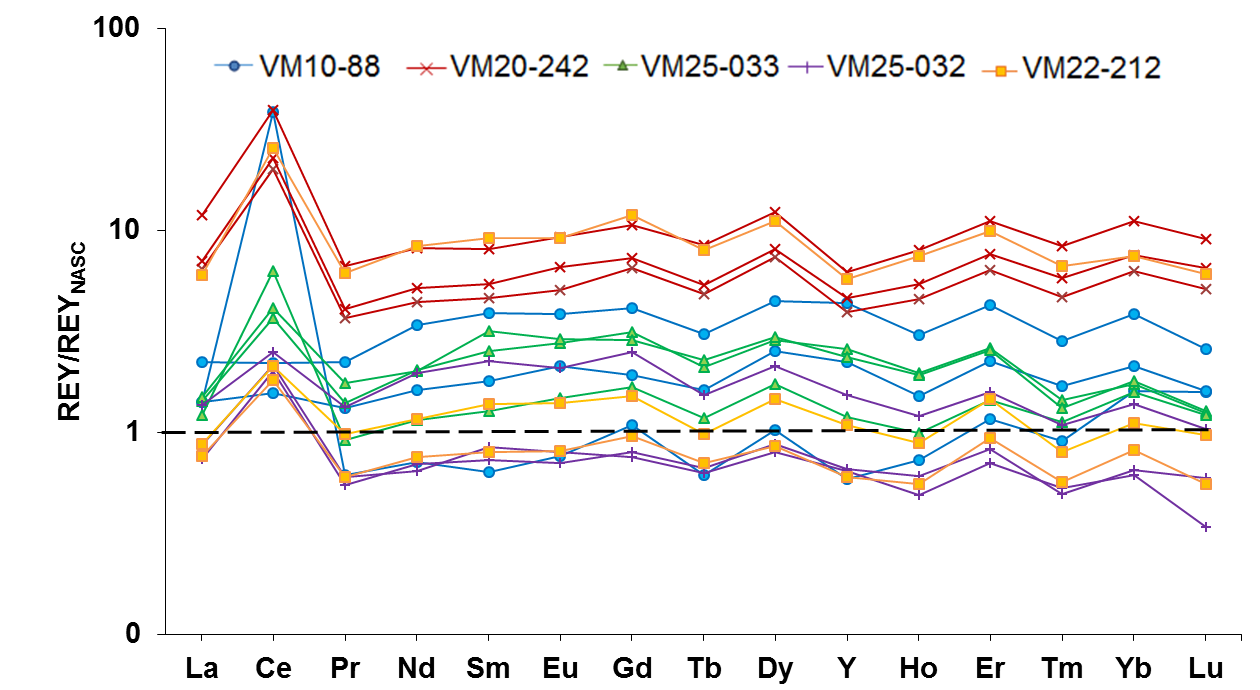 100
VM10-88 VM20-242 VM25-033 VM25-032 VM22-212
10
REY/REY_NASC
1
0
La Ce Pr Nd Sm Eu Gd Tb Dy Y Ho Er Tm Yb Lu